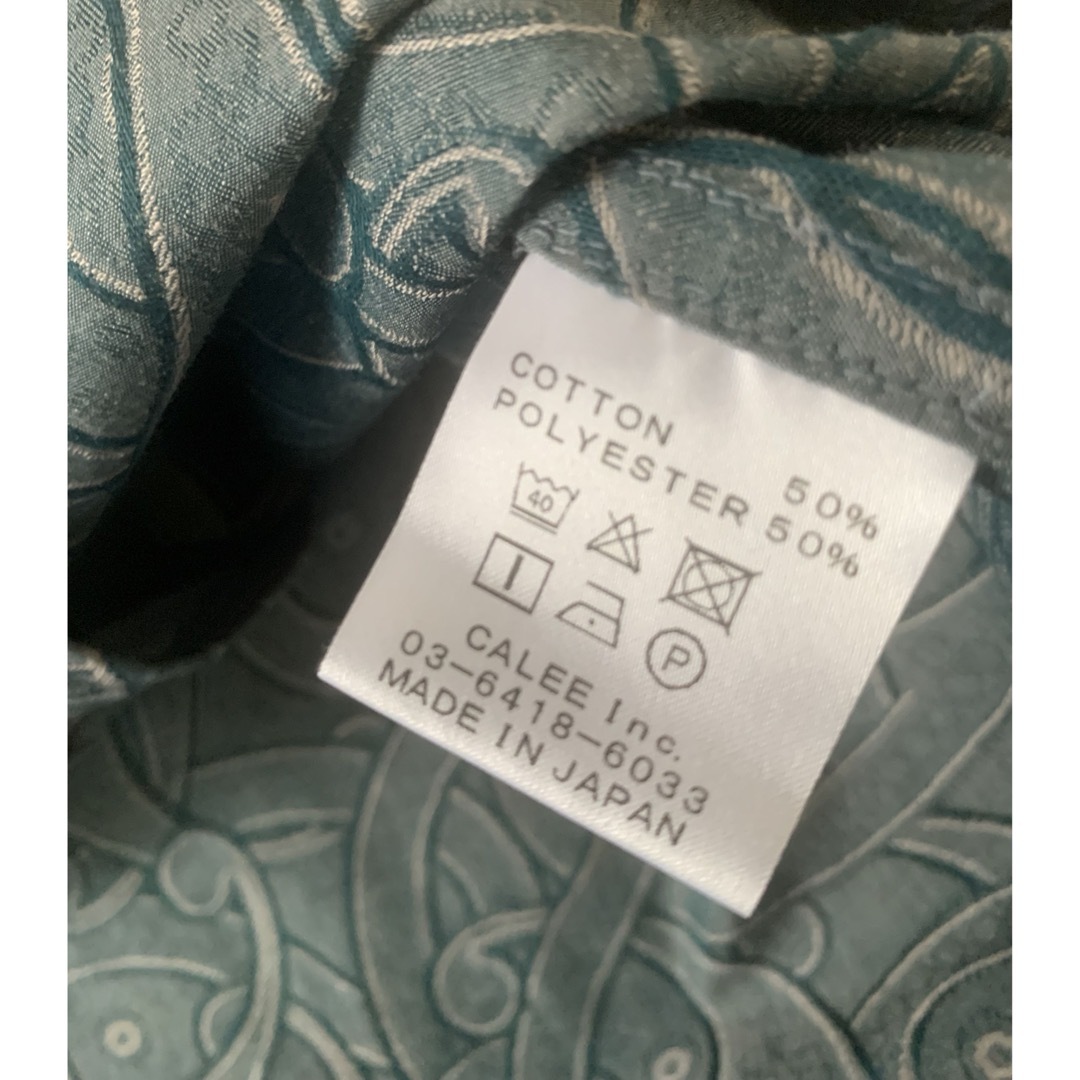 COTTON 50%
POLYESTER 50%
40
P
CALEE Inc.
03-6418-6033
MADE IN JAPAN